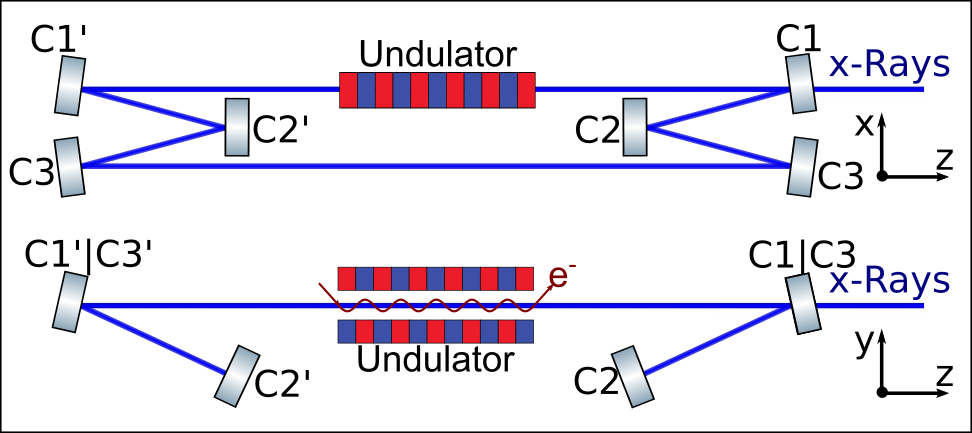 C1'
Undulator
C1
x-Rays
C2'
C2
x
z
C3
C3
C1'|C3'
C1|C3
e⁻
x-Rays
y
Undulator
C2'
C2
z